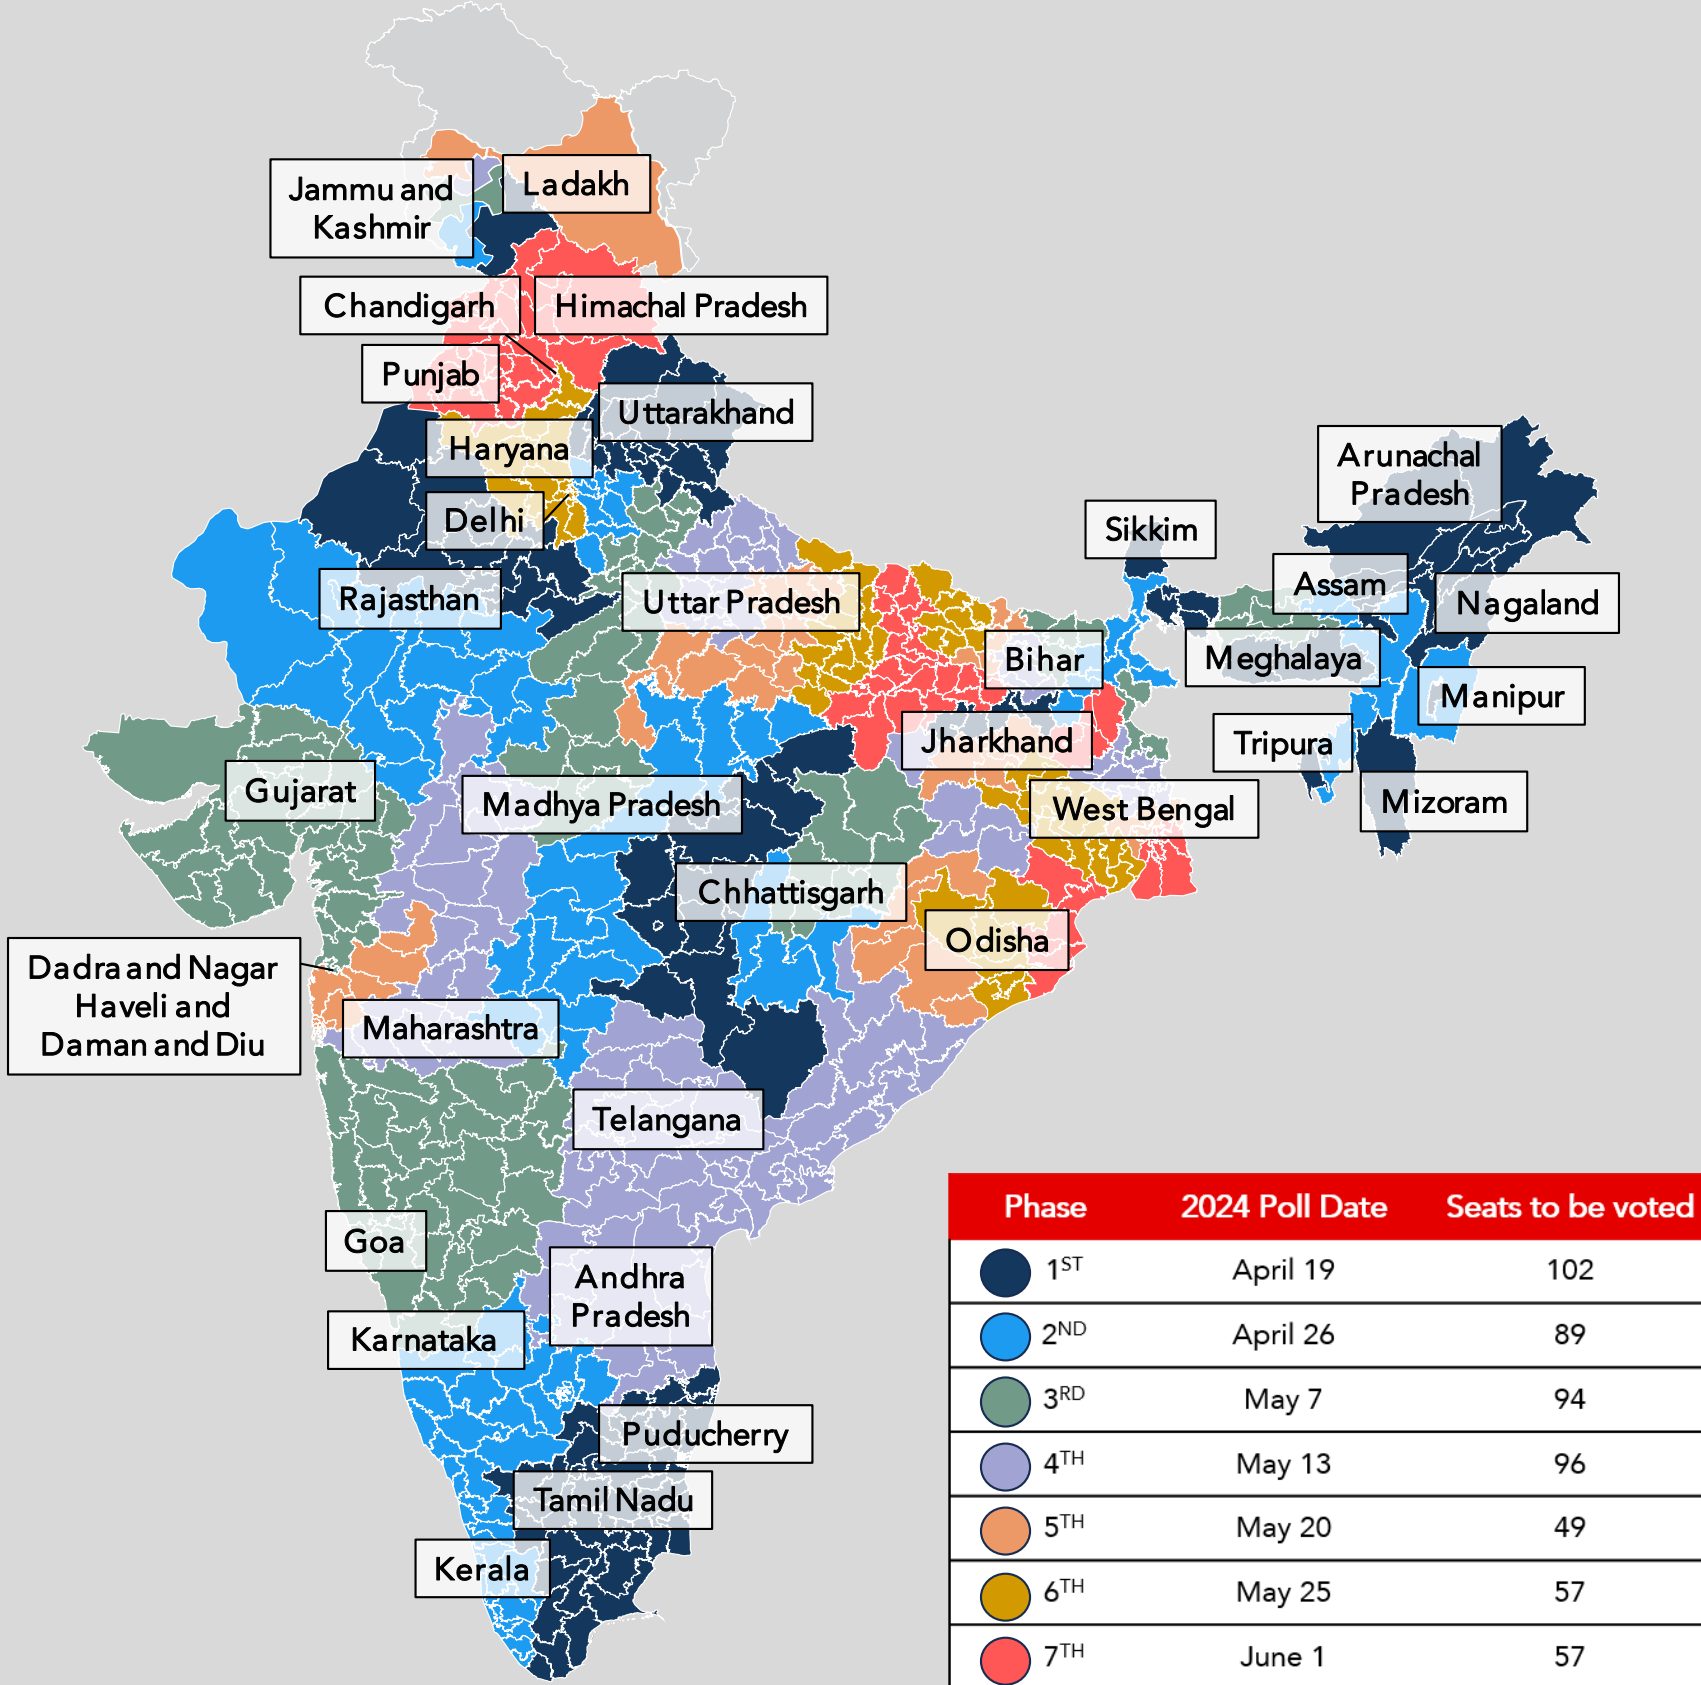 Jammu and
Kashmir
Ladakh
Chandigarh
Himachal Pradesh
Punjab
Uttarakhand
Haryana
Delhi
Rajasthan
Uttar Pradesh
Sikkim
Arunachal
Pradesh
Assam
Nagaland
Bihar
Meghalaya
Manipur
Jharkhand
Tripura
Gujarat
Madhya Pradesh
West Bengal
Mizoram
Chhattisgarh
Odisha
Dadra and Nagar
Haveli and
Daman and Diu
Maharashtra
Telangana
Goa
Andhra
Pradesh
Karnataka
Puducherry
Tamil Nadu
Kerala
Phase 2024 Poll Date Seats to be voted
1ST April 19 102
2ND April 26 89
3RD May 7 94
4TH May 13 96
5TH May 20 49
6TH May 25 57
7TH June 1 57